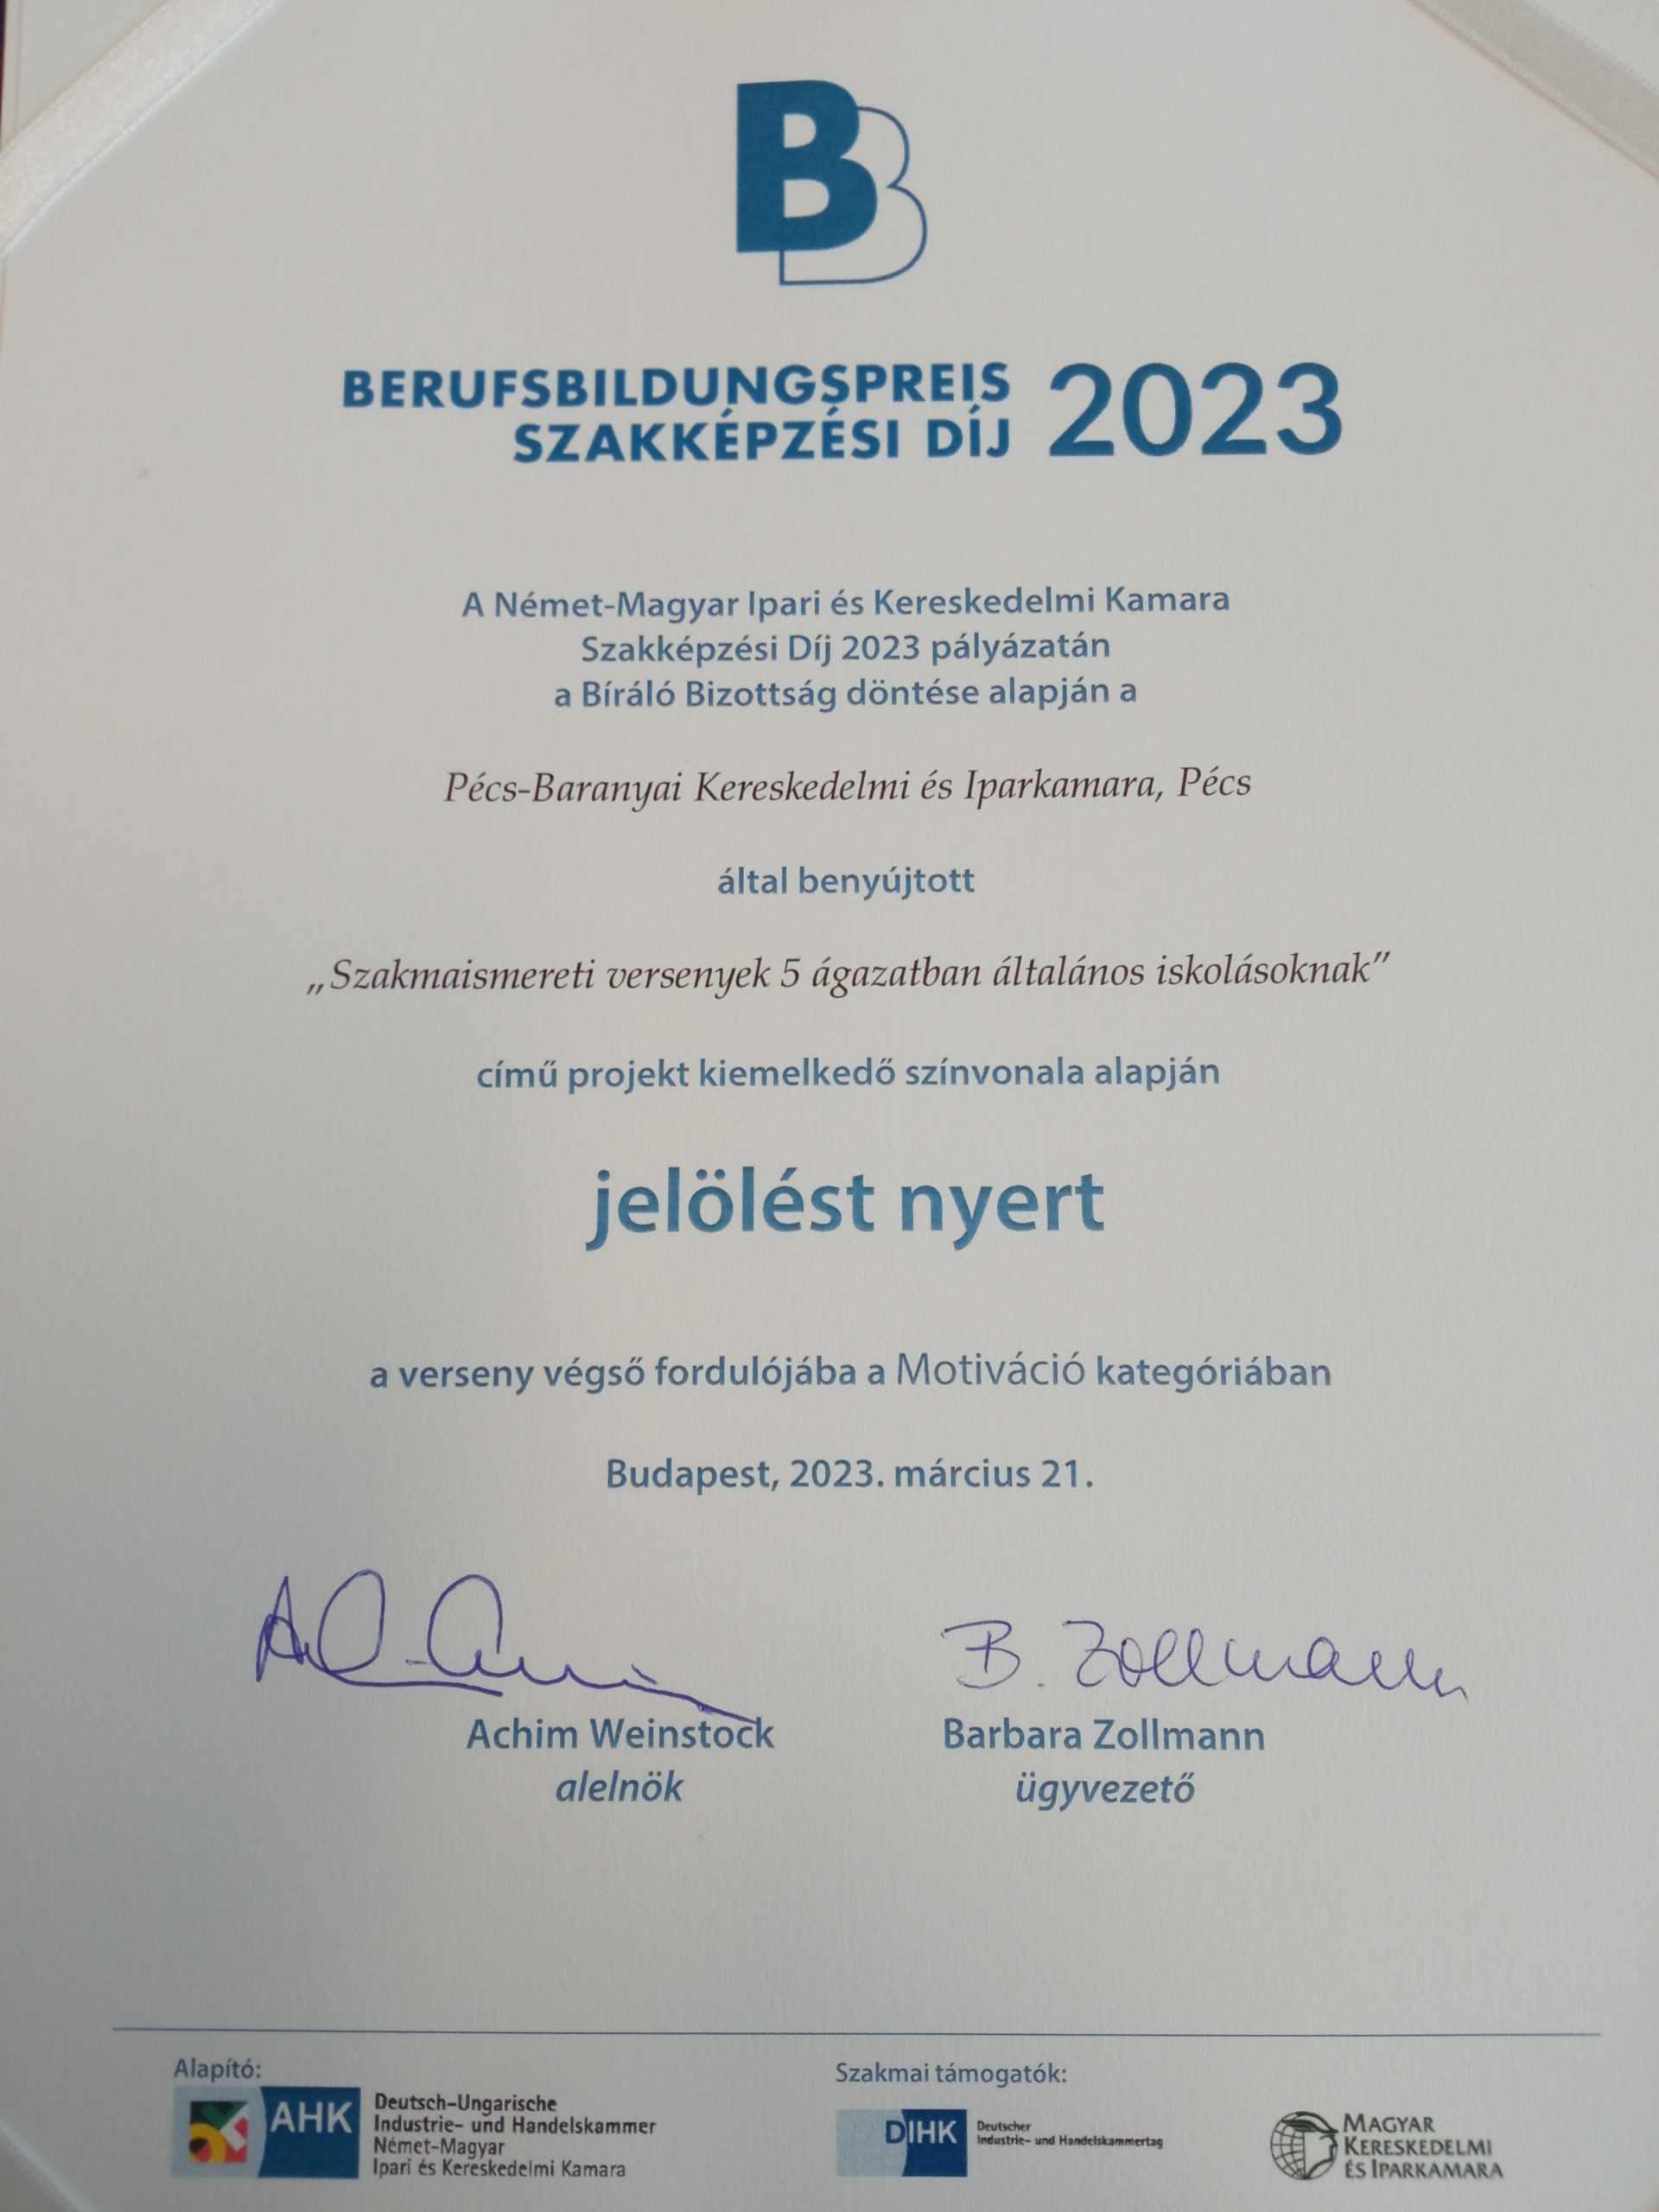 B
BERUFSBILDUNGSPREIS
SZAKKÉPZÉSI DÍJ 2023
A Német-Magyar Ipari és Kereskedelmi Kamara
Szakképzési Díj 2023 pályázatán
a Bíráló Bizottság döntése alapján a
Pécs-Baranyai Kereskedelmi és Iparkamara, Pécs
által benyújtott
„Szakmaismereti versenyek 5 ágazatban általános iskolásoknak”
című projekt kiemelkedő színvonala alapján
jelölést nyert
a verseny végső fordulójába a Motiváció kategóriában
Budapest, 2023. március 21.
B. Zollmann
Achim Weinstock
alelnök
Barbara Zollmann
ügyvezető
Alapító:
AHK
Deutsch-Ungarische
Industrie- und Handelskammer
Német-Magyar
Ipari és Kereskedelmi Kamara
Szakmai támogatók:
DIHK
Deutscher
Industrie- und Handelskammertag
MAGYAR
KERESKEDELMI
ÉS IPARKAMARA